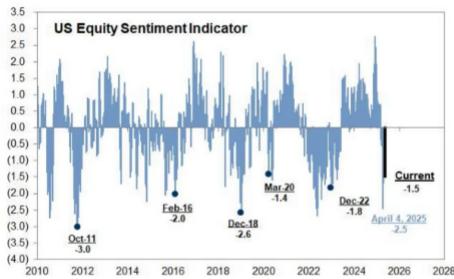 US Equity Sentiment Indicator
3.5
3.0
2.5
2.0
1.5
1.0
0.5
0.0
(0.5)
(1.0)
(1.5)
(2.0)
(2.5)
(3.0)
(3.5)
(4.0)
Oct-11
-3.0
Feb-16
-2.0
Dec-18
-2.6
Mar-20
-1.4
Dec-22
-1.8
Current
-1.5
April 4, 2025
-2.5
2010 2012 2014 2016 2018 2020 2022 2024 2026 2028